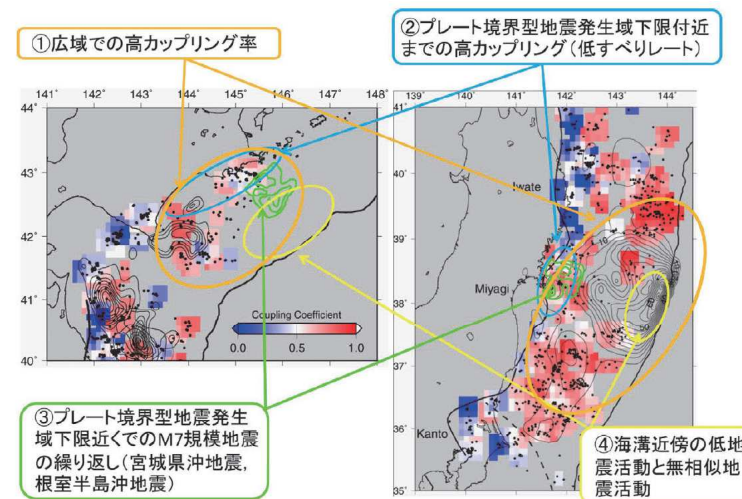 ①広域での高カップリング率
②プレート境界型地震発生域下限付近
までの高カップリング(低すべりレート)
141° 142° 143° 144° 145° 146° 147° 148°
44°
43°
42°
41°
40°
Coupling Coefficient
0.0 0.5 1.0
139° 140° 141° 142° 143° 144°
41°
40°
39°
38°
37°
36°
35°
Iwate
Miyagi
Kanto
10
50
③プレート境界型地震発生
域下限近くでのM7規模地震
の繰り返し(宮城県沖地震,
根室半島沖地震)
④海溝近傍の低地
震活動と無相似地
震活動